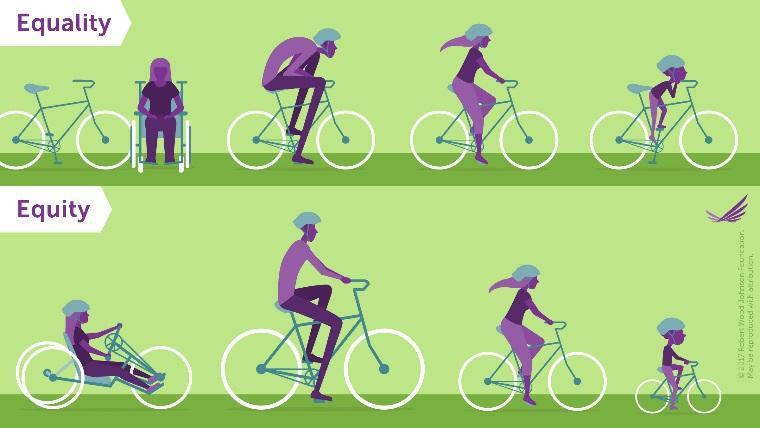 Equality
Equity
© 2017 Robert Wood Johnson Foundation.
May be reproduced with attribution.